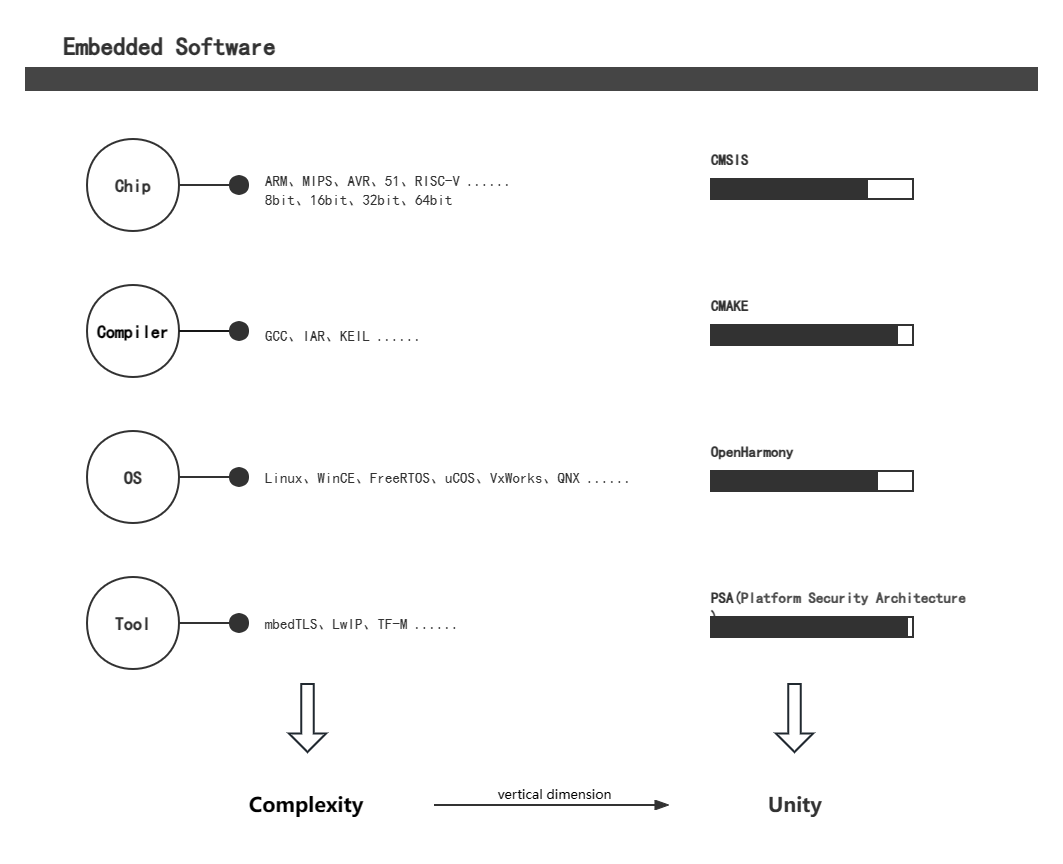 Embedded Software
Chip
ARM、MIPS、AVR、51、RISC-V ......
8bit、16bit、32bit、64bit
CMSIS
Compiler
GCC、IAR、KEIL ......
CMAKE
OS
Linux、WinCE、FreeRTOS、uCOS、VxWorks、QNX ......
OpenHarmony
Tool
mbedTLS、LwIP、TF-M ......
PSA(Platform Security Architecture
)
Complexity
vertical dimension
Unity